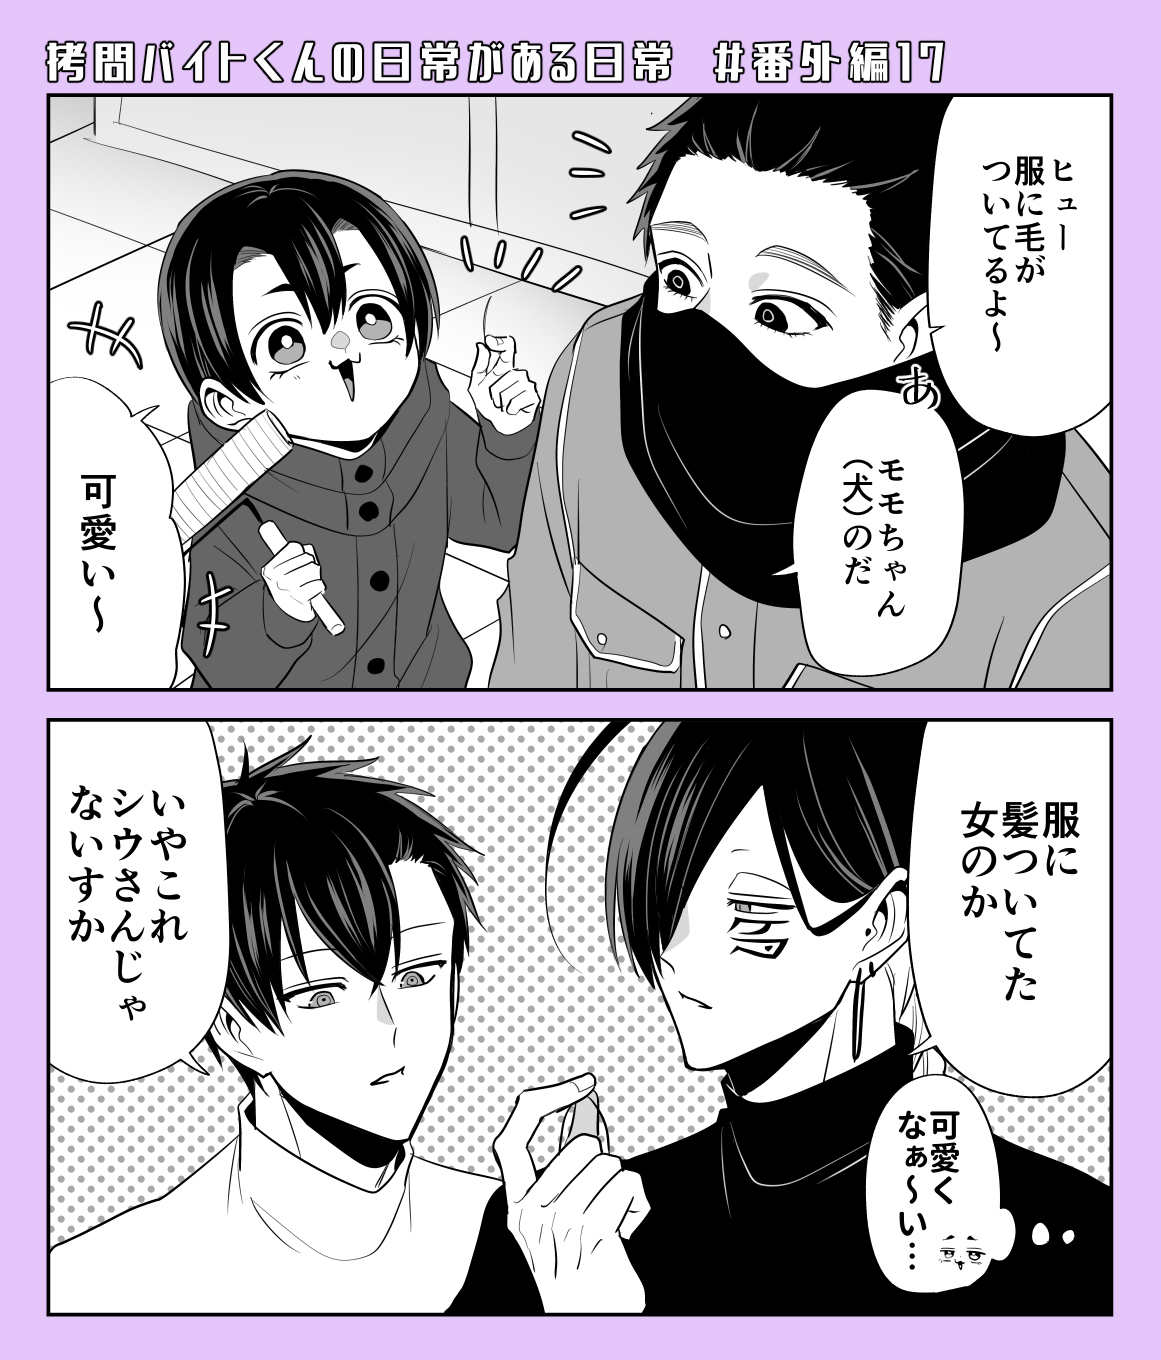 拷問バイトくんの日常がある日常 #番外編17
ヒュー
服に毛が
ついてるよ~
あ
モモちゃん
(犬)のだ
可愛い~
服に
髪ついてた
女のか
いやこれ
シウさんじゃ
ないすか
可愛く
なぁ~い…